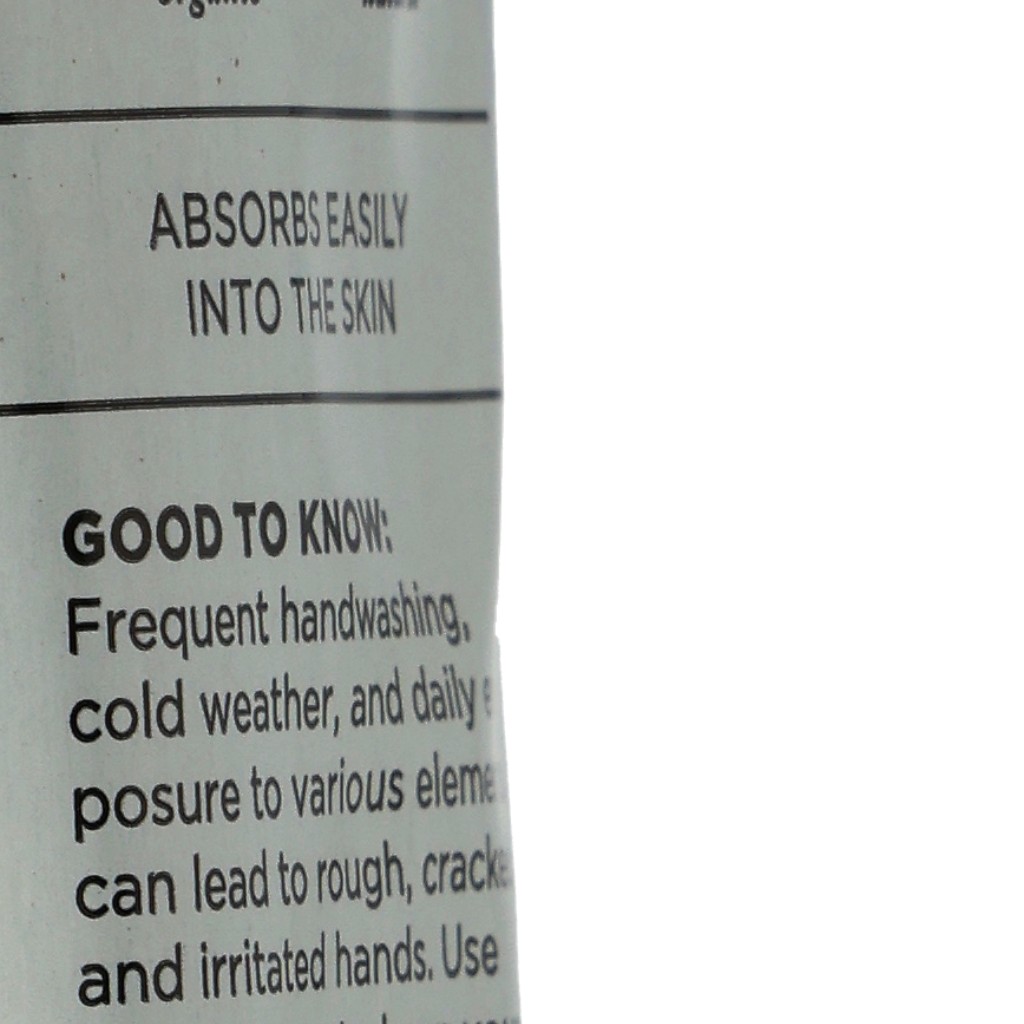 ABSORBS EASILY
INTO THE SKIN
GOOD TO KNOW:
Frequent handwashing,
cold weather, and daily
posure to various
can lead to rough,
and irritated hands. Use